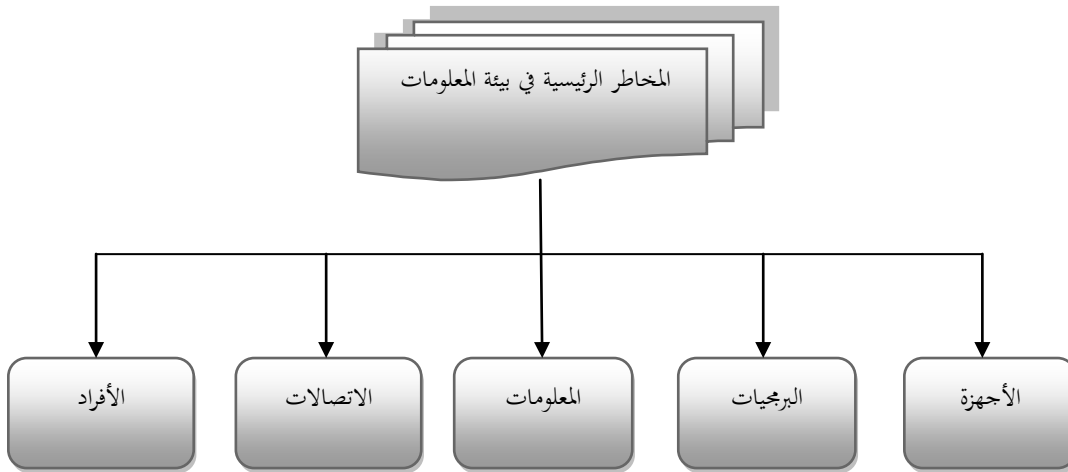 المخاطر الرئيسية في بيئة المعلومات
الأجهزة
البرمجيات
المعلومات
الاتصالات
الأفراد